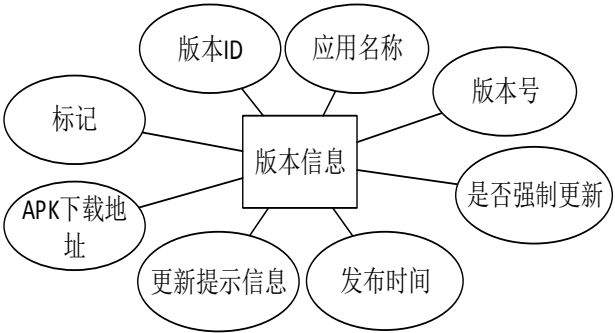 版本ID
应用名称
版本号
标记
版本信息
是否强制更新
APK下载地
址
更新提示信息
发布时间